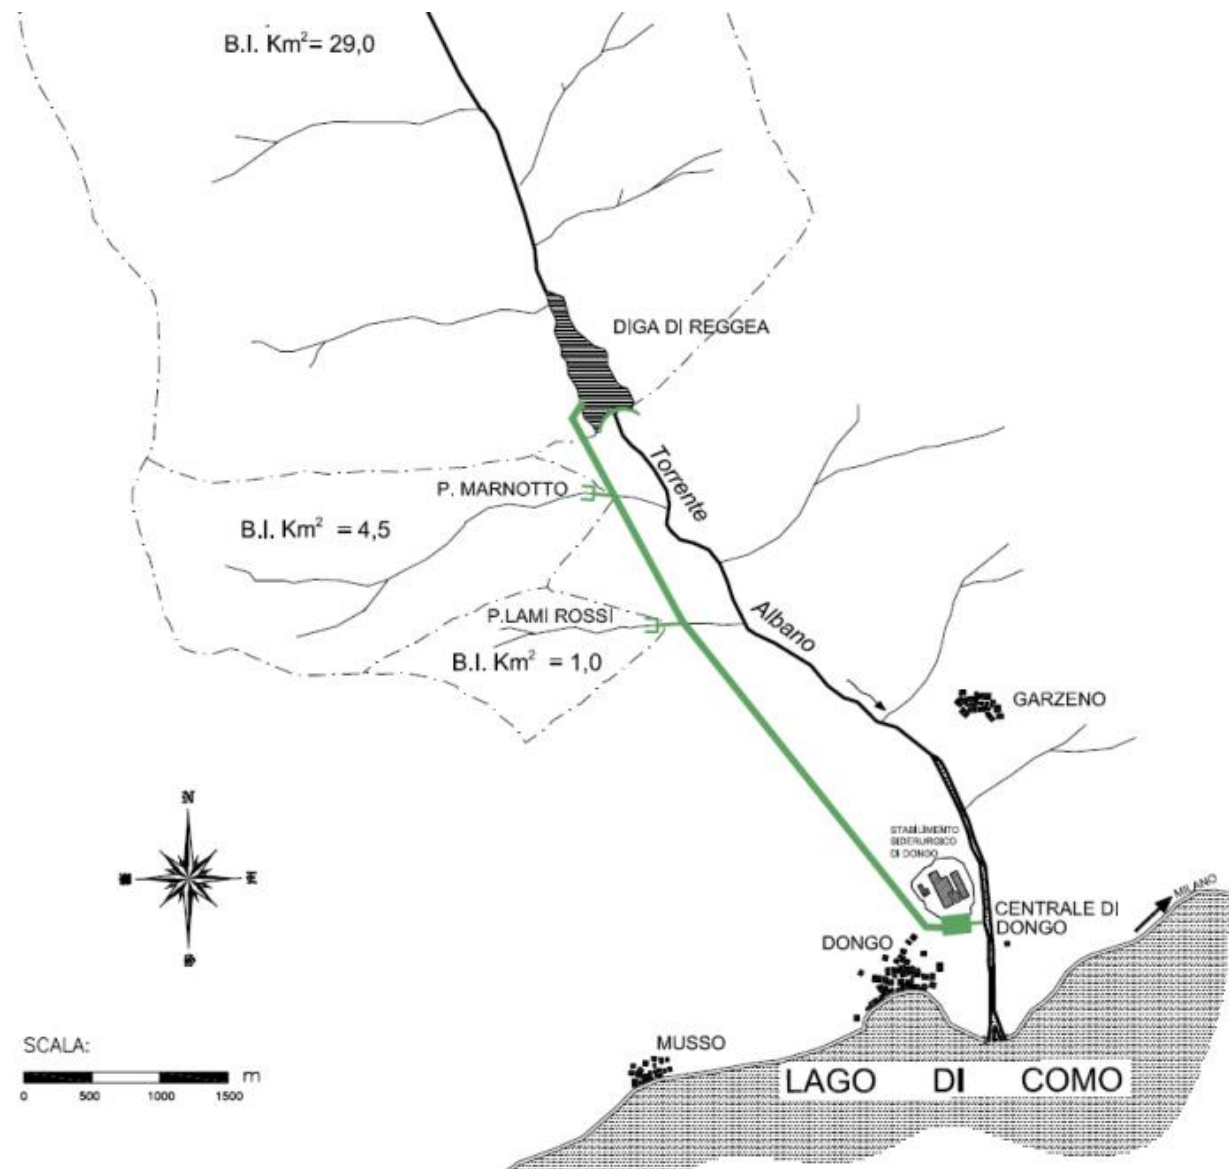 B.I. Km²= 29,0
DIGA DI REGGEA
Torrente
P. MARNOTTO
B.I. Km² = 4,5
Albano
P.LAMI ROSSI
B.I. Km² = 1,0
GARZENO
N
STABILIMENTO
SIDERURGICO
DI DONGO
MILANO
CENTRALE DI
DONGO
DONGO
SCALA:
m
0 500 1000 1500
MUSSO
LAGO DI COMO